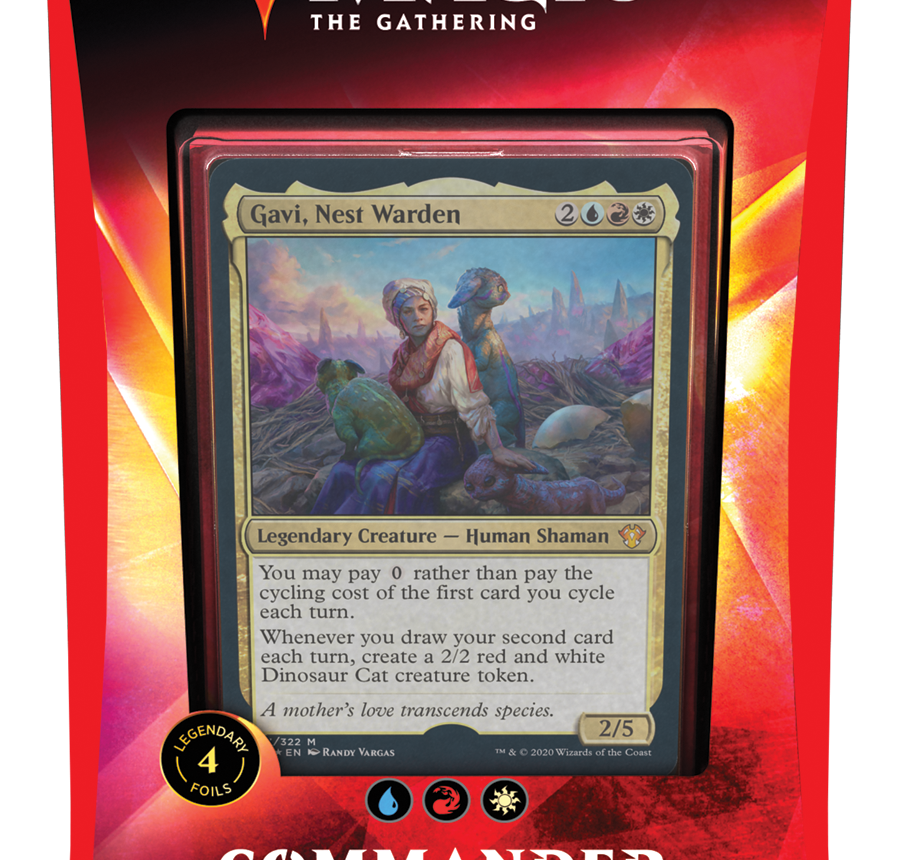 THE GATHERING
Gavi, Nest Warden
2
Legendary Creature — Human Shaman
You may pay 0 rather than pay the
cycling cost of the first card you cycle
each turn.
Whenever you draw your second card
each turn, create a 2/2 red and white
Dinosaur Cat creature token.
A mother's love transcends species.
2/5
/322 M
EN RANDY VARGAS
™ & © 2020 Wizards of the Coast
LEGENDARY
4
FOILS
COMMANDER